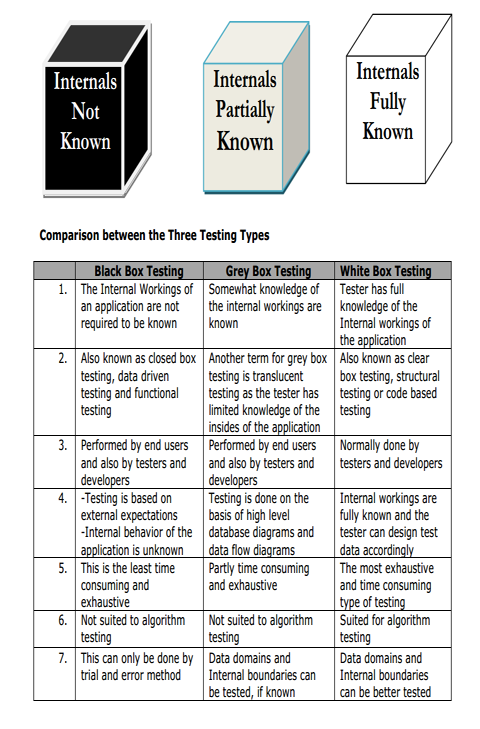 Internals
Not
Known
Internals
Partially
Known
Internals
Fully
Known
Comparison between the Three Testing Types
Black Box Testing
Grey Box Testing
White Box Testing
1.
The Internal Workings of
an application are not
required to be known
Somewhat knowledge of
the internal workings are
known
Tester has full
knowledge of the
Internal workings of
the application
2.
Also known as closed box
testing, data driven
testing and functional
testing
Another term for grey box
testing is translucent
testing as the tester has
limited knowledge of the
insides of the application
Also known as clear
box testing, structural
testing or code based
testing
3.
Performed by end users
and also by testers and
developers
Performed by end users
and also by testers and
developers
Normally done by
testers and developers
4.
-Testing is based on
external expectations
-Internal behavior of the
application is unknown
Testing is done on the
basis of high level
database diagrams and
data flow diagrams
Internal workings are
fully known and the
tester can design test
data accordingly
5.
This is the least time
consuming and
exhaustive
Partly time consuming
and exhaustive
The most exhaustive
and time consuming
type of testing
6.
Not suited to algorithm
testing
Not suited to algorithm
testing
Suited for algorithm
testing
7.
This can only be done by
trial and error method
Data domains and
Internal boundaries can
be tested, if known
Data domains and
Internal boundaries
can be better tested